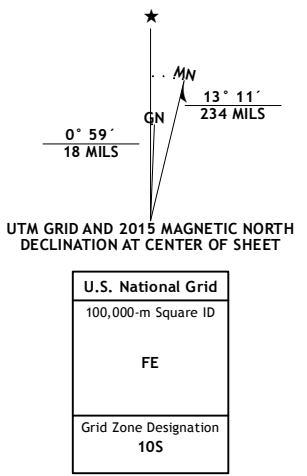 ★
MN
GN
13° 11´
234 MILS
0° 59´
18 MILS
UTM GRID AND 2015 MAGNETIC NORTH
DECLINATION AT CENTER OF SHEET
U.S. National Grid
100,000-m Square ID
FE
Grid Zone Designation
10S